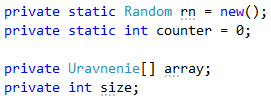 private static Random rn = new();
private static int counter = 0;
private Uravnenie[] array;
private int size;